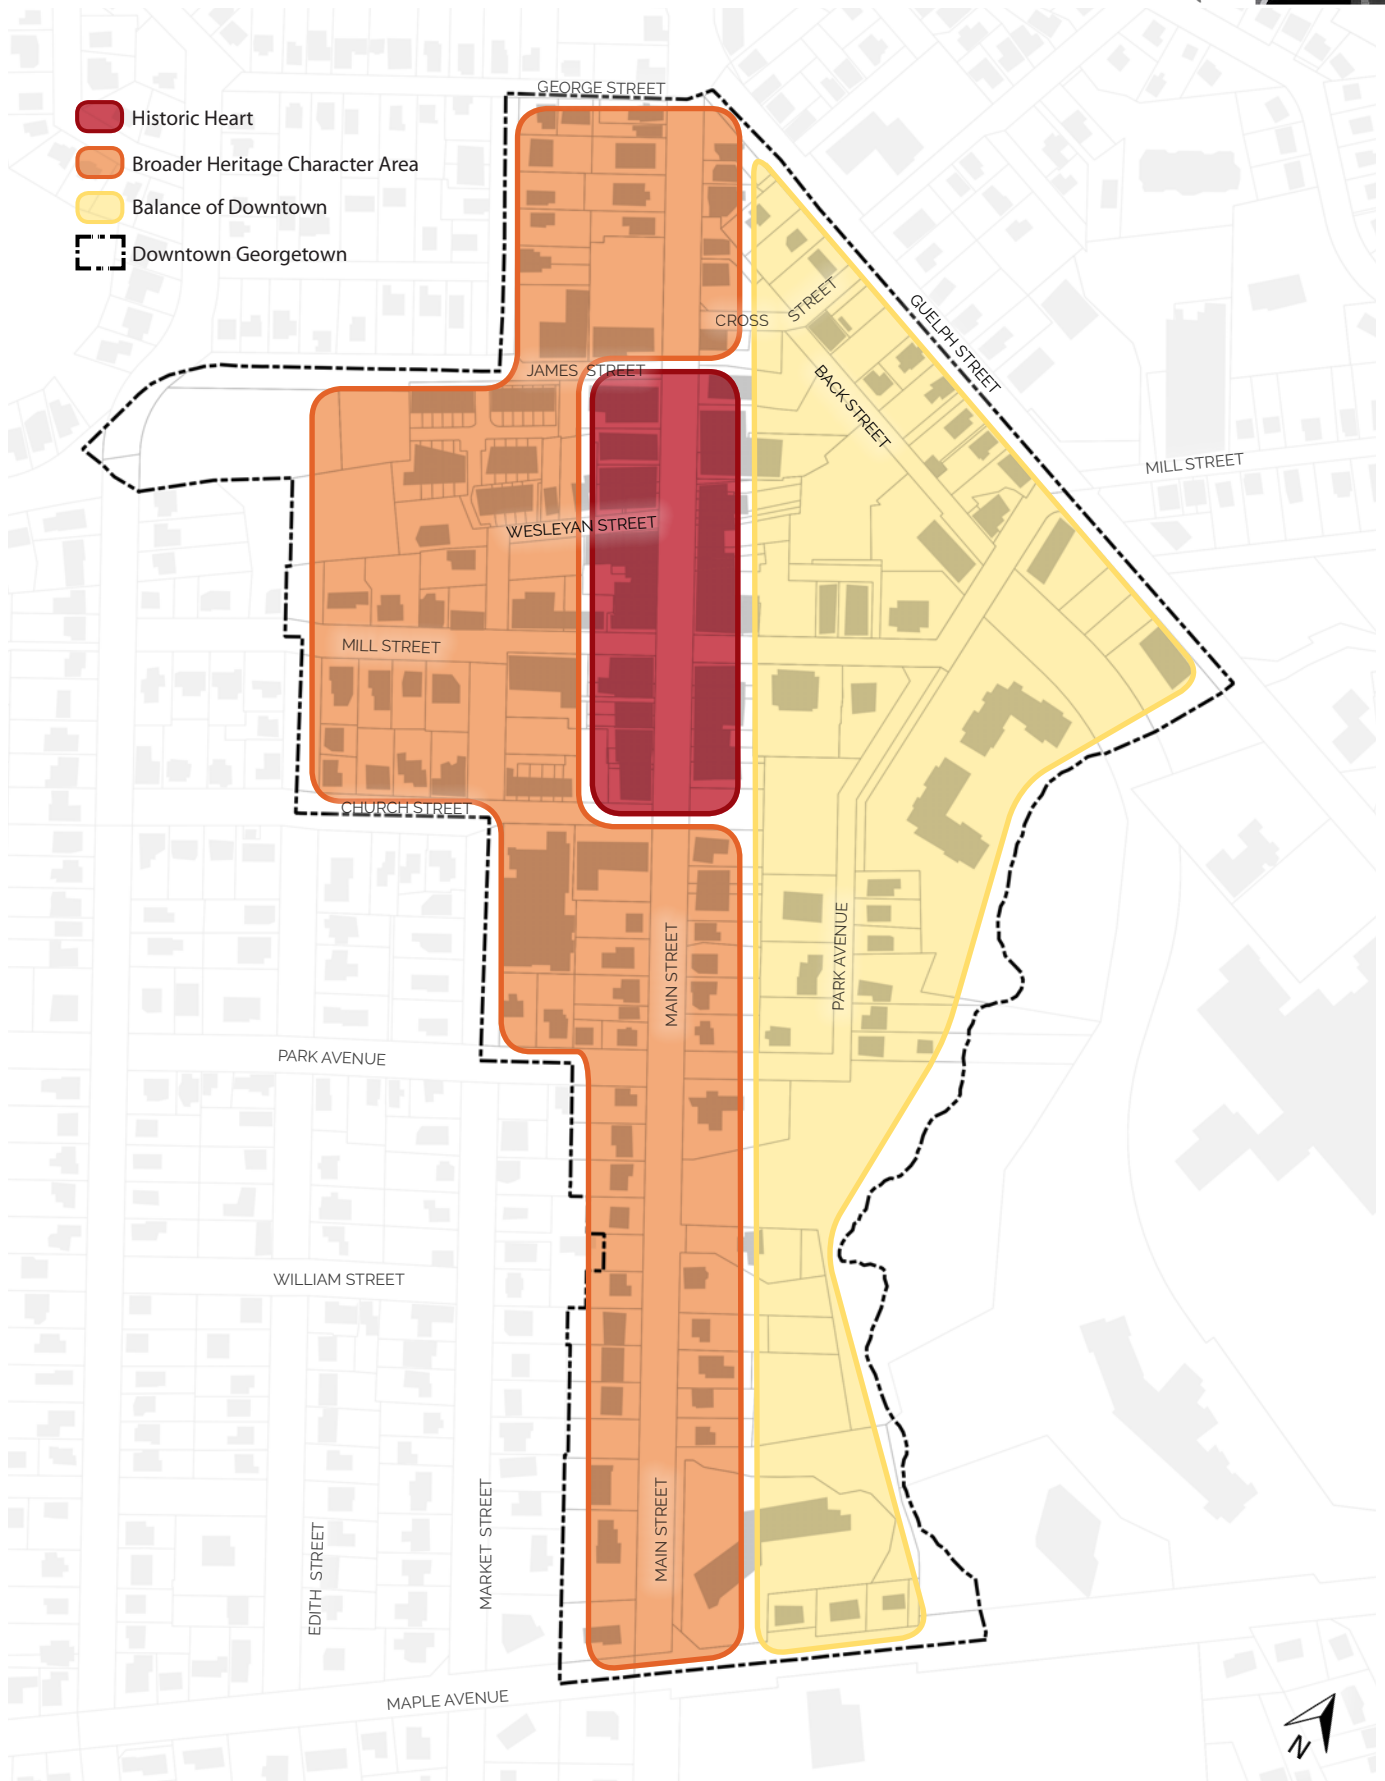 GEORGE STREET
Historic Heart
Broader Heritage Character Area
Balance of Downtown
Downtown Georgetown
CROSS STREET
GUELPH STREET
JAMES STREET
BACK STREET
MILL STREET
WESLEYAN STREET
MILL STREET
CHURCH STREET
MAIN STREET
PARK AVENUE
PARK AVENUE
WILLIAM STREET
EDITH STREET
MARKET STREET
MAIN STREET
MAPLE AVENUE
N